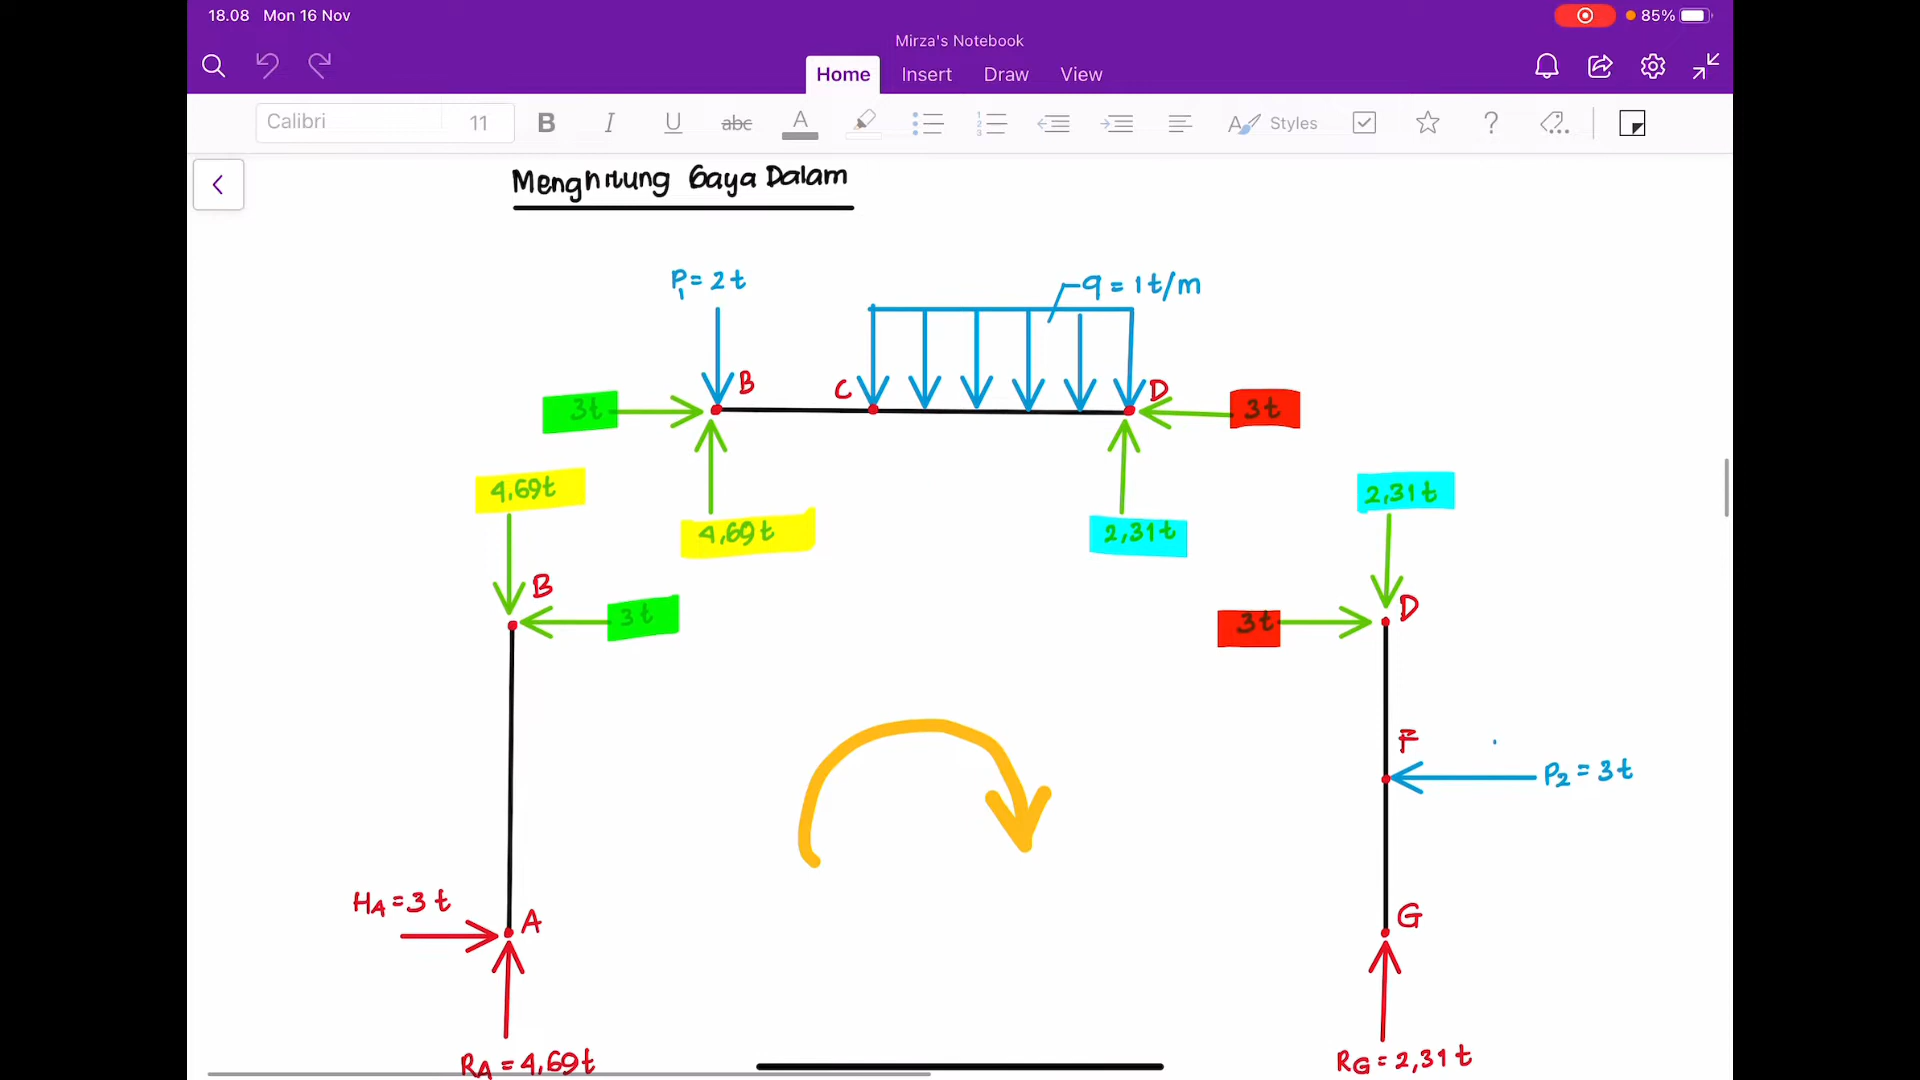 18.08 Mon 16 Nov
85%
Mirza's Notebook
Home Insert Draw View
Calibri 11 B I U abc A Styles
Menghitung Gaya Dalam
P1 = 2 t
q = 1 t/m
B
C
D
3t
3t
4,69t
4,69t
2,31t
2,31t
B
3t
3t
D
F
P2 = 3t
HA = 3 t
A
G
RA = 4,69t
RG = 2,31 t